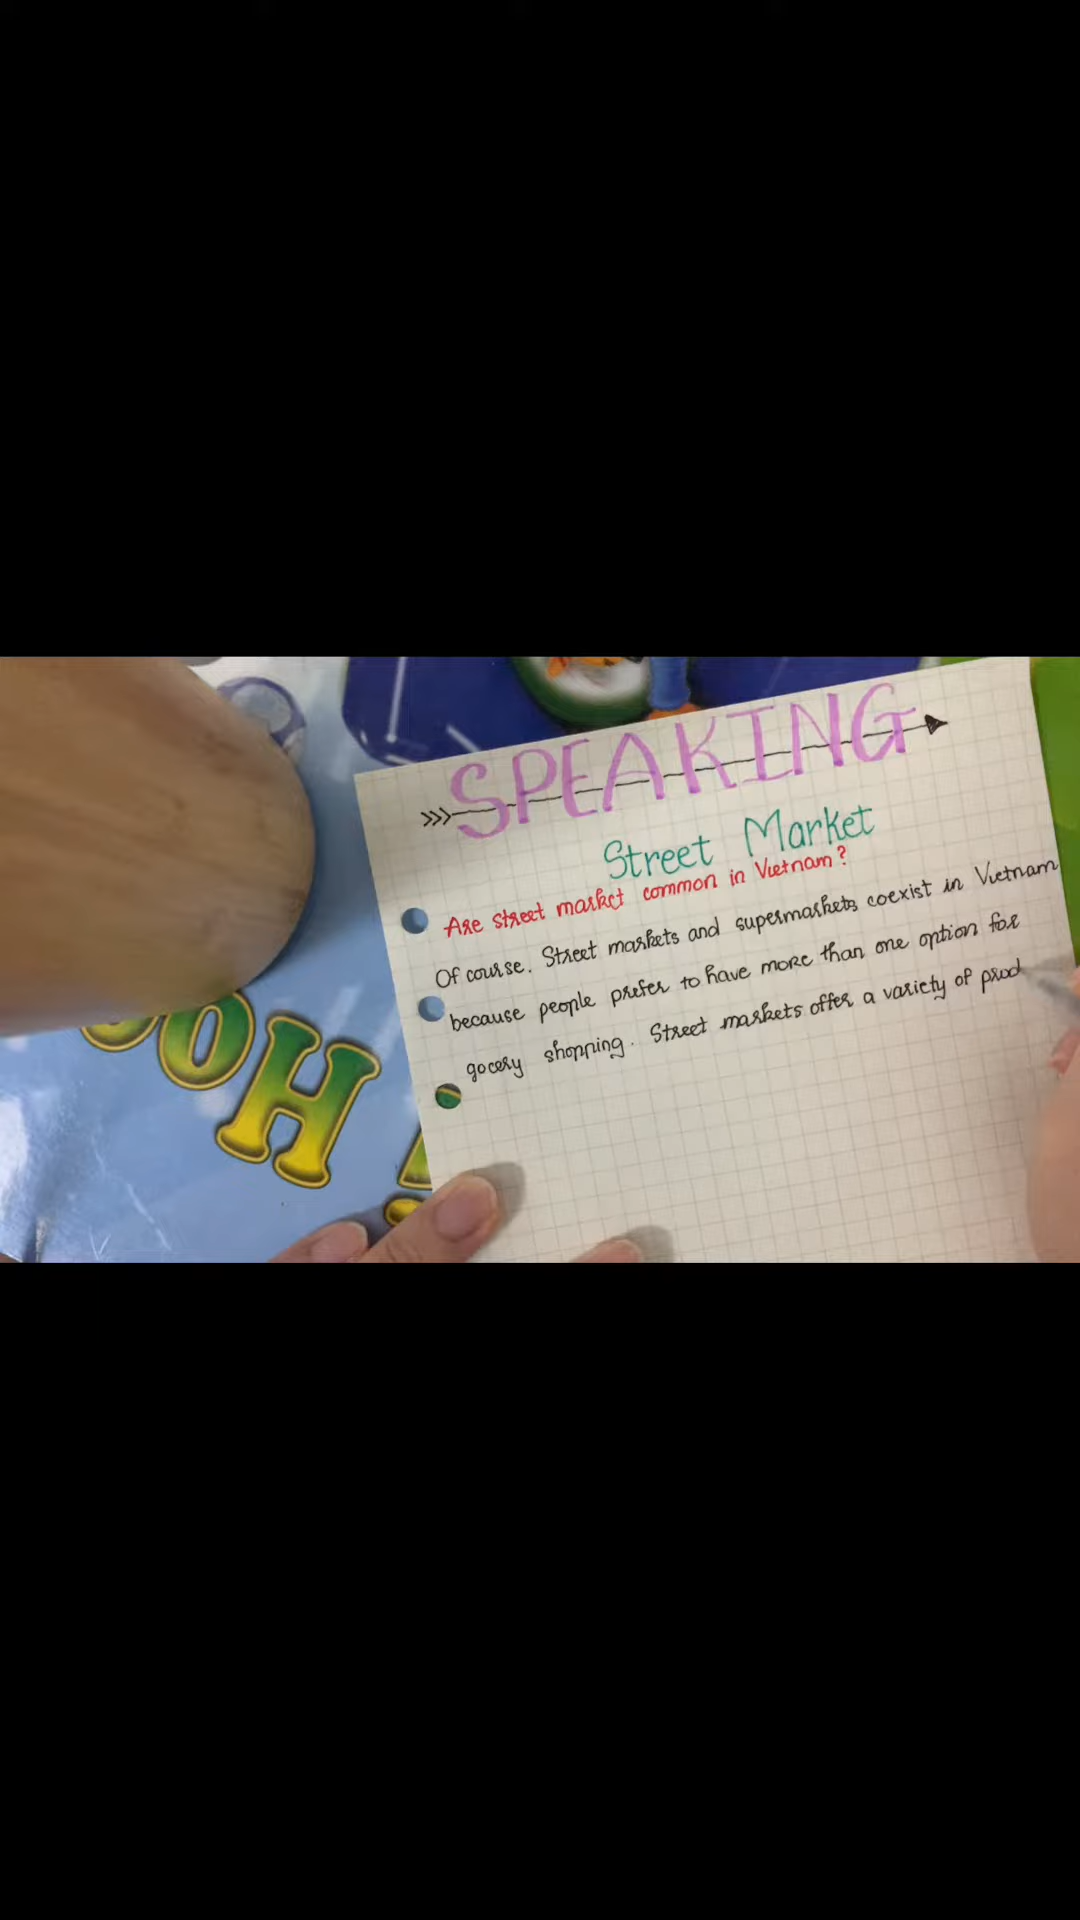 SPEAKING
Street Market
Are street market common in Vietnam?
Of course. Street markets and supermarkets coexist in Vietnam
because people prefer to have more than one option for
gocery shopping. Street markets offer a variety of prod
OOH